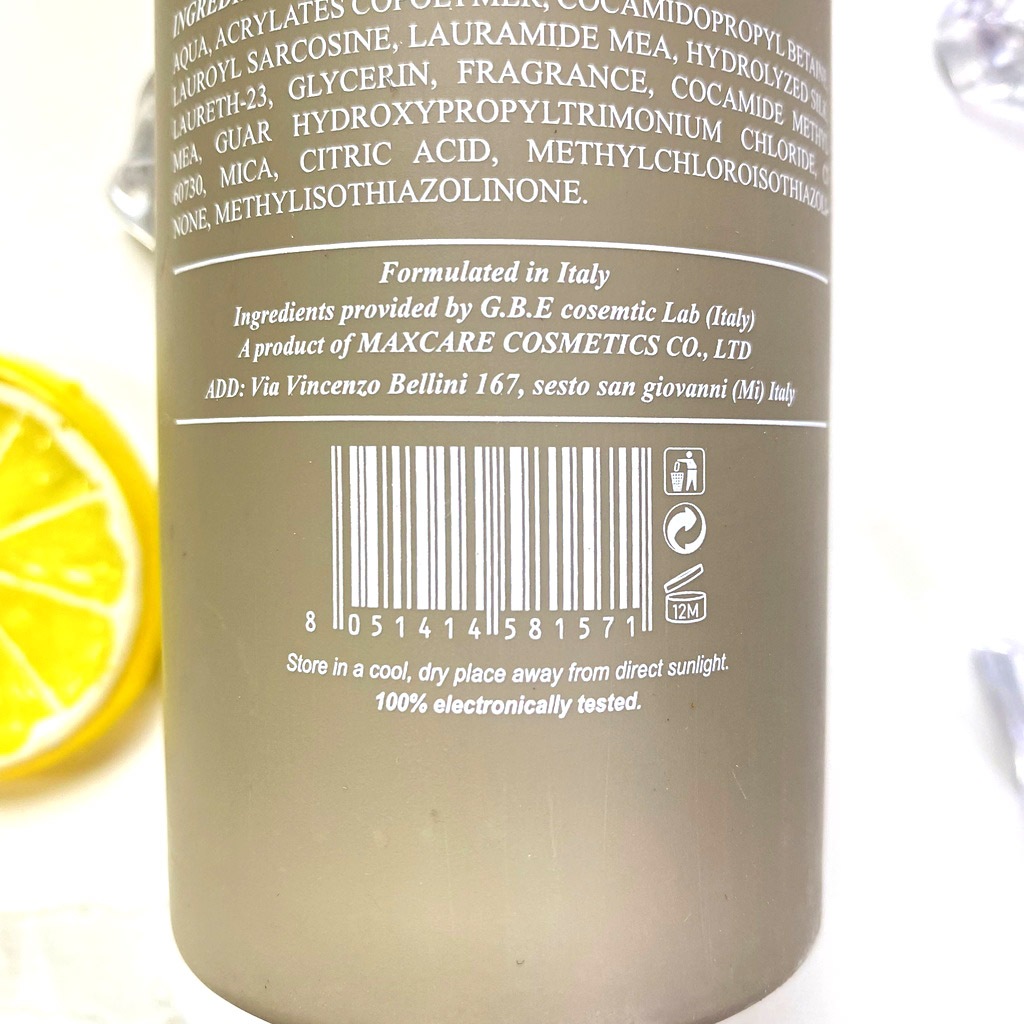 AQUA, ACRYLATES COPOLYMER, COCAMIDOPROPYL
LAUROYL SARCOSINE, LAURAMIDE MEA, HYDROLYZED SILK
LAURETH-23, GLYCERIN, FRAGRANCE, COCAMIDE
MEA, GUAR HYDROXYPROPYLTRIMONIUM CHLORIDE,
60730, MICA, CITRIC ACID, METHYLCHLOROISOTHIAZOLI-
NONE, METHYLISOTHIAZOLINONE.
Formulated in Italy
Ingredients provided by G.B.E cosemtic Lab (Italy)
A product of MAXCARE COSMETICS CO., LTD
ADD: Via Vincenzo Bellini 167, sesto san giovanni (Mi) Italy
12M
8 051414 581571
Store in a cool, dry place away from direct sunlight.
100% electronically tested.